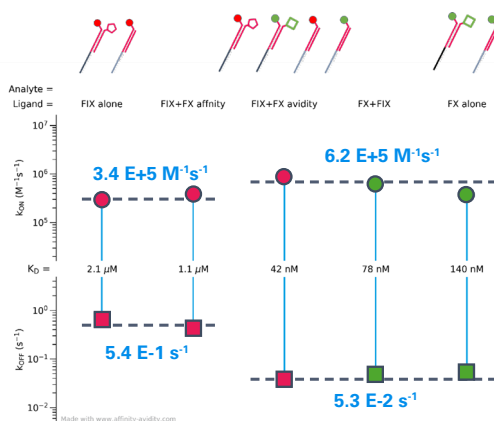 Analyte =
Ligand = FIX alone FIX+FX affnity FIX+FX avidity FX+FIX FX alone
10⁷
6.2 E+5 M⁻¹s⁻¹
3.4 E+5 M⁻¹s⁻¹
10⁶
kON (M⁻¹s⁻¹)
10⁵
KD = 2.1 μM 1.1 μM 42 nM 78 nM 140 nM
10⁰
kOFF (s⁻¹)
5.4 E-1 s⁻¹
10⁻¹
5.3 E-2 s⁻¹
10⁻²
Made with www.affinity-avidity.com